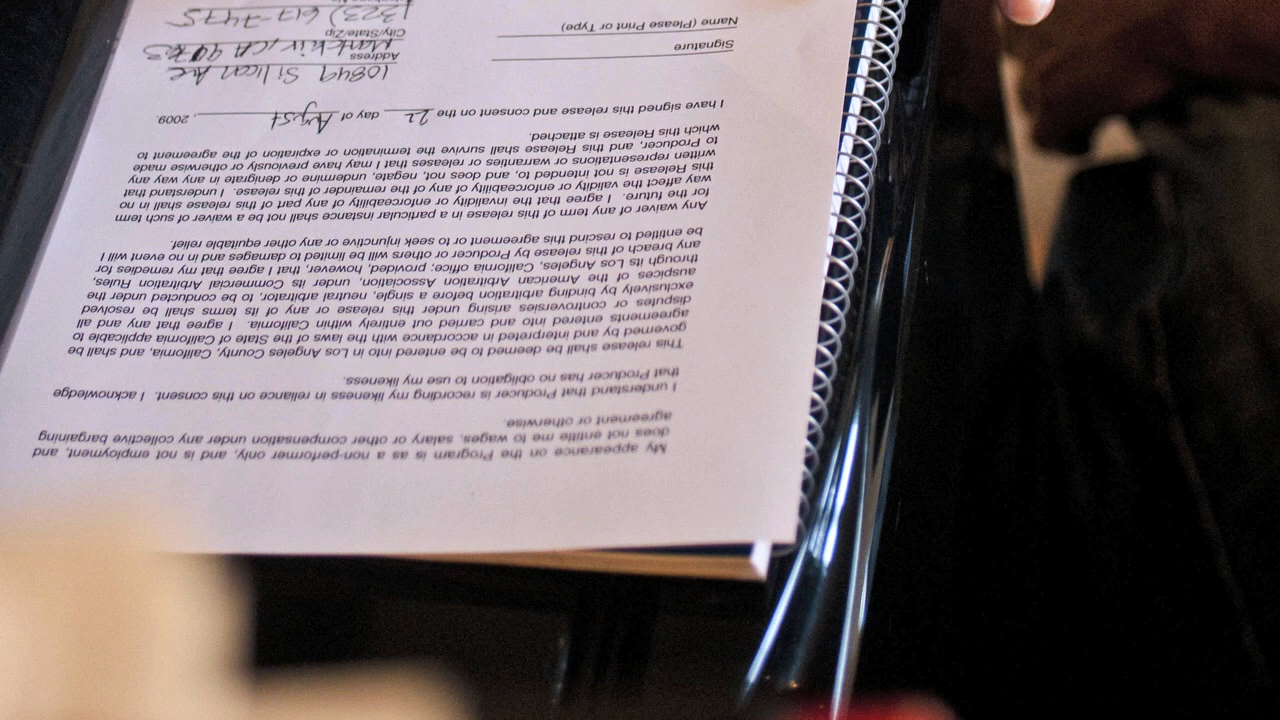 My appearance on the Program is as a non-performer only, and is not employment, and
does not entitle me to wages, salary or other compensation under any collective bargaining
agreement or otherwise.
I understand that Producer is recording my likeness in reliance on this consent. I acknowledge
that Producer has no obligation to use my likeness.
This release shall be deemed to be entered into in Los Angeles County, California, and shall be
governed by and interpreted in accordance with the laws of the State of California applicable to
agreements entered into and carried out entirely within California. I agree that any and all
disputes or controversies arising under this release or any of its terms shall be resolved
exclusively by binding arbitration before a single, neutral arbitrator, to be conducted under the
auspices of the American Arbitration Association, under its Commercial Arbitration Rules,
through its Los Angeles, California office; provided, however, that I agree that my remedies for
any breach of this release by Producer or others will be limited to damages and in no event will I
be entitled to rescind this agreement or to seek injunctive or any other equitable relief.
Any waiver of any term of this release in a particular instance shall not be a waiver of such term
for the future. I agree that the invalidity or enforceability of any part of this release shall in no
way affect the validity or enforceability of any of the remainder of this release. I understand that
this Release is not intended to, and does not, negate, undermine or denigrate in any way any
written representations or warranties or releases that I may have previously or otherwise made
to Producer, and this Release shall survive the termination or expiration of the agreement to
which this Release is attached.
I have signed this release and consent on the 22 day of Augst, 2009.
10849 Silican Ave
Signature
Address
CA
Name (Please Print or Type)
City/State/Zip
(323) 617-7475